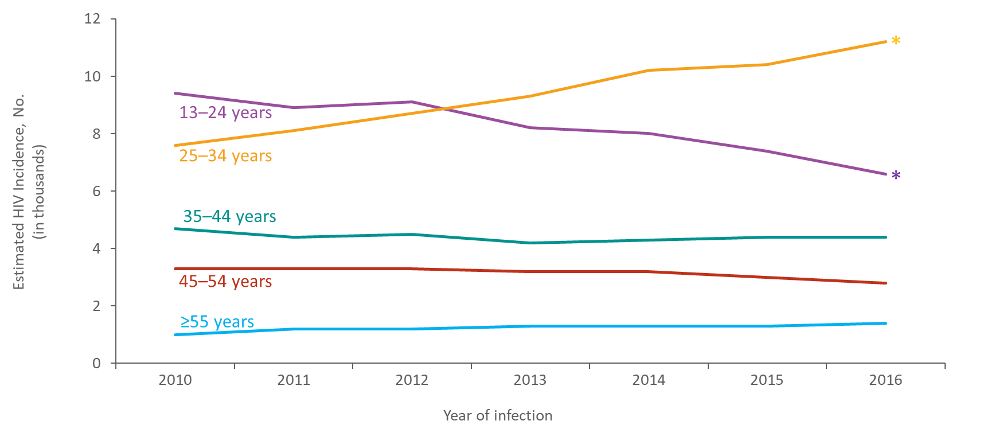 12
10
8
6
4
2
0
Estimated HIV Incidence, No.
(in thousands)
13–24 years
25–34 years
35–44 years
45–54 years
≥55 years
*
*
2010 2011 2012 2013 2014 2015 2016
Year of infection